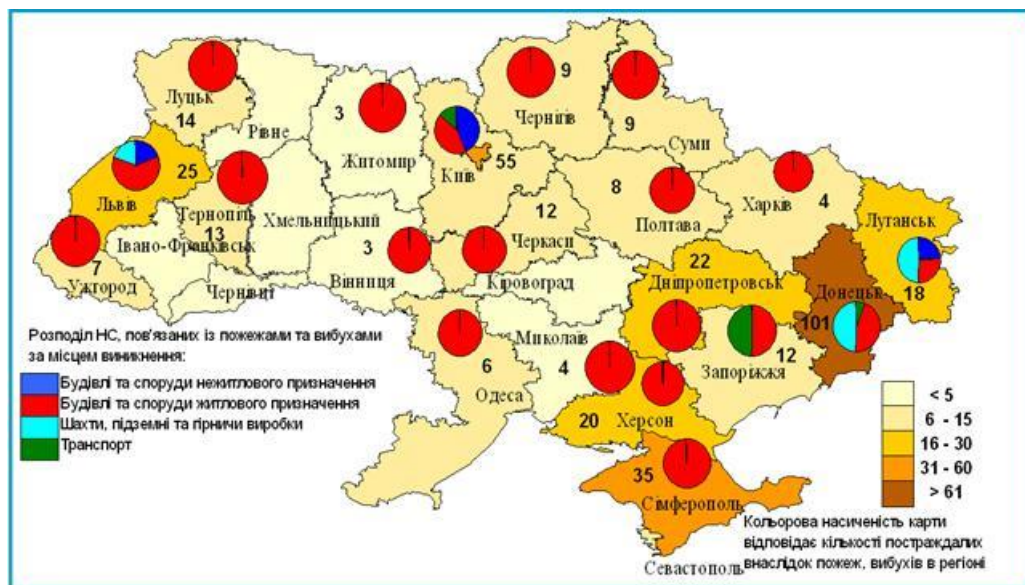 9
Луцьк
14
Рівне
3
Житомир
Київ
55
Чернігів
9
Суми
25
Львів
Тернопіль
13
Хмельницький
12
Черкаси
8
Полтава
Харків
4
Луганськ
18
7
Ужгород
Івано-Франківськ
Чернівці
3
Вінниця
Кіровоград
22
Дніпропетровськ
Донецьк
101
Миколаїв
4
6
Одеса
Запоріжжя
12
20
Херсон
35
Сімферополь
Севастополь
Розподіл НС, пов'язаних із пожежами та вибухами
за місцем виникнення:
Будівлі та споруди нежитлового призначення
Будівлі та споруди житлового призначення
Шахти, підземні та гірничи виробки
Транспорт
< 5
6 - 15
16 - 30
31 - 60
> 61
Кольорова насиченість карти
відповідає кількості постраждалих
внаслідок пожеж, вибухів в регіоні